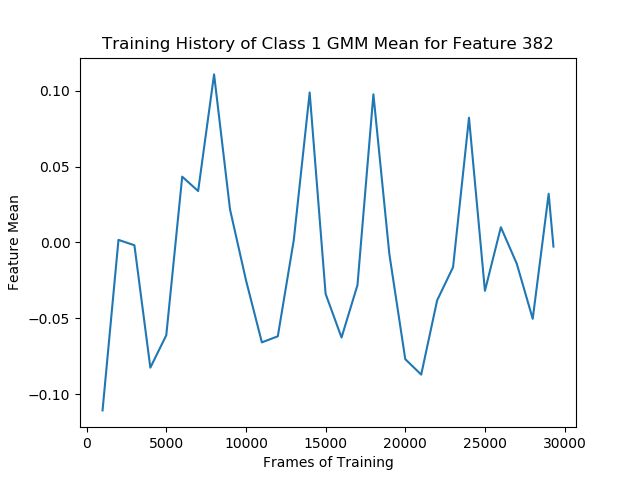 Training History of Class 1 GMM Mean for Feature 382
0.10
0.05
0.00
−0.05
−0.10
Feature Mean
0 5000 10000 15000 20000 25000 30000
Frames of Training